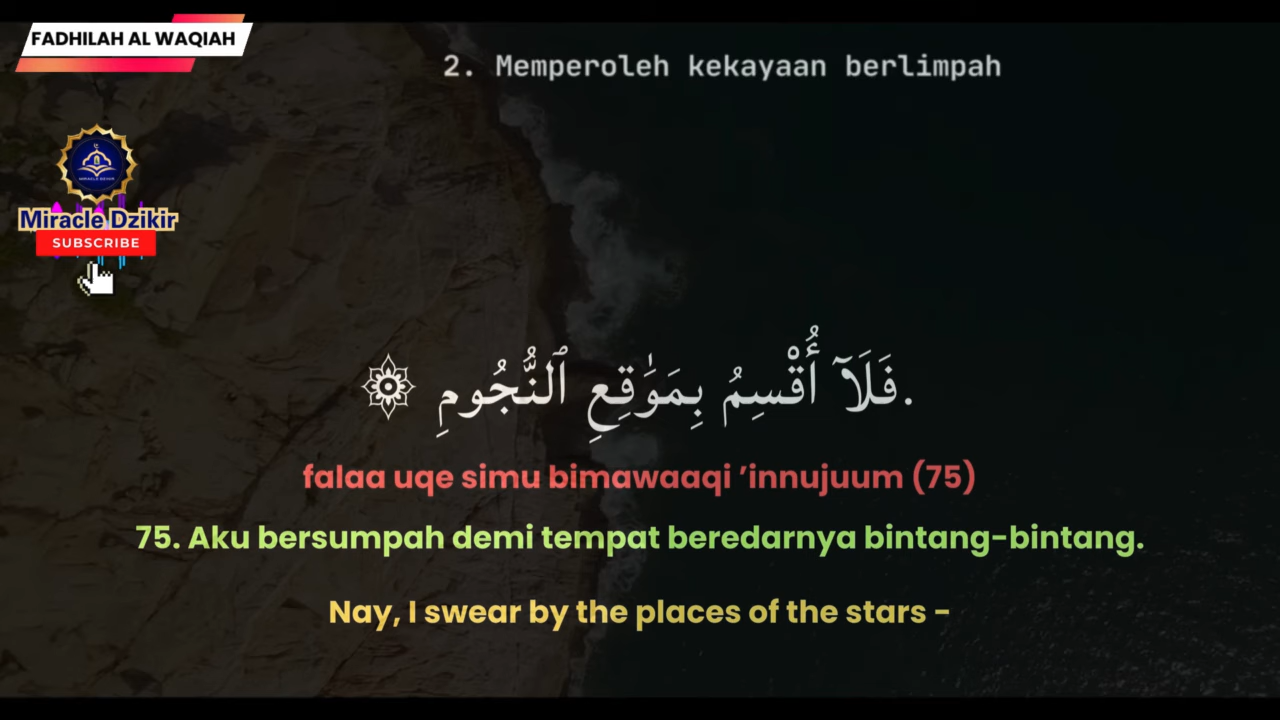 FADHILAH AL WAQIAH
2. Memperoleh kekayaan berlimpah
Miracle Dzikir
SUBSCRIBE
فَلَآ أُقْسِمُ بِمَوَٰقِعِ ٱلنُّجُومِ ۞.
falaa uqe simu bimawaaqi ’innujuum (75)
75. Aku bersumpah demi tempat beredarnya bintang-bintang.
Nay, I swear by the places of the stars -